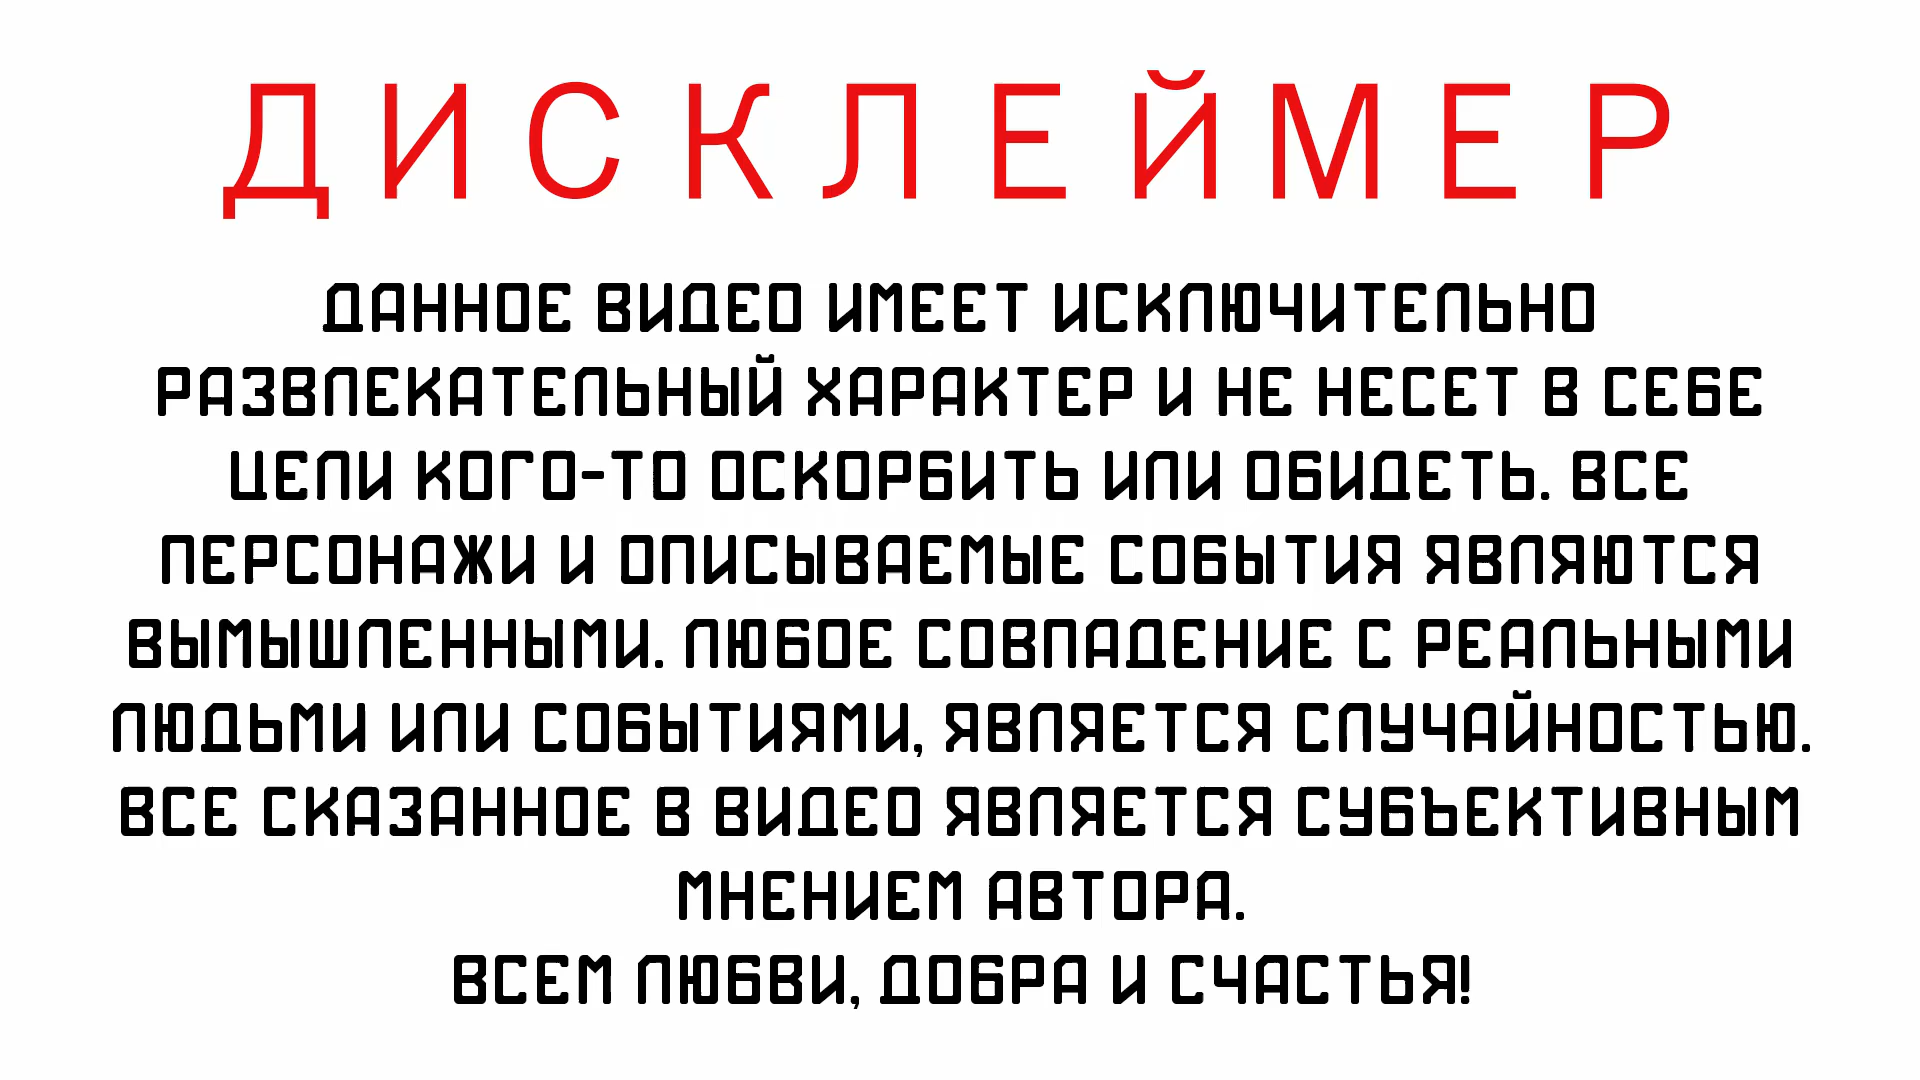 ДИСКЛЕЙМЕР
ДАННОЕ ВИДЕО ИМЕЕТ ИСКЛЮЧИТЕЛЬНО
РАЗВЛЕКАТЕЛЬНЫЙ ХАРАКТЕР И НЕ НЕСЕТ В СЕБЕ
ЦЕЛИ КОГО-ТО ОСКОРБИТЬ ИЛИ ОБИДЕТЬ. ВСЕ
ПЕРСОНАЖИ И ОПИСЫВАЕМЫЕ СОБЫТИЯ ЯВЛЯЮТСЯ
ВЫМЫШЛЕННЫМИ. ЛЮБОЕ СОВПАДЕНИЕ С РЕАЛЬНЫМИ
ЛЮДЬМИ ИЛИ СОБЫТИЯМИ, ЯВЛЯЕТСЯ СЛУЧАЙНОСТЬЮ.
ВСЕ СКАЗАННОЕ В ВИДЕО ЯВЛЯЕТСЯ СУБЪЕКТИВНЫМ
МНЕНИЕМ АВТОРА.
ВСЕМ ЛЮБВИ, ДОБРА И СЧАСТЬЯ!